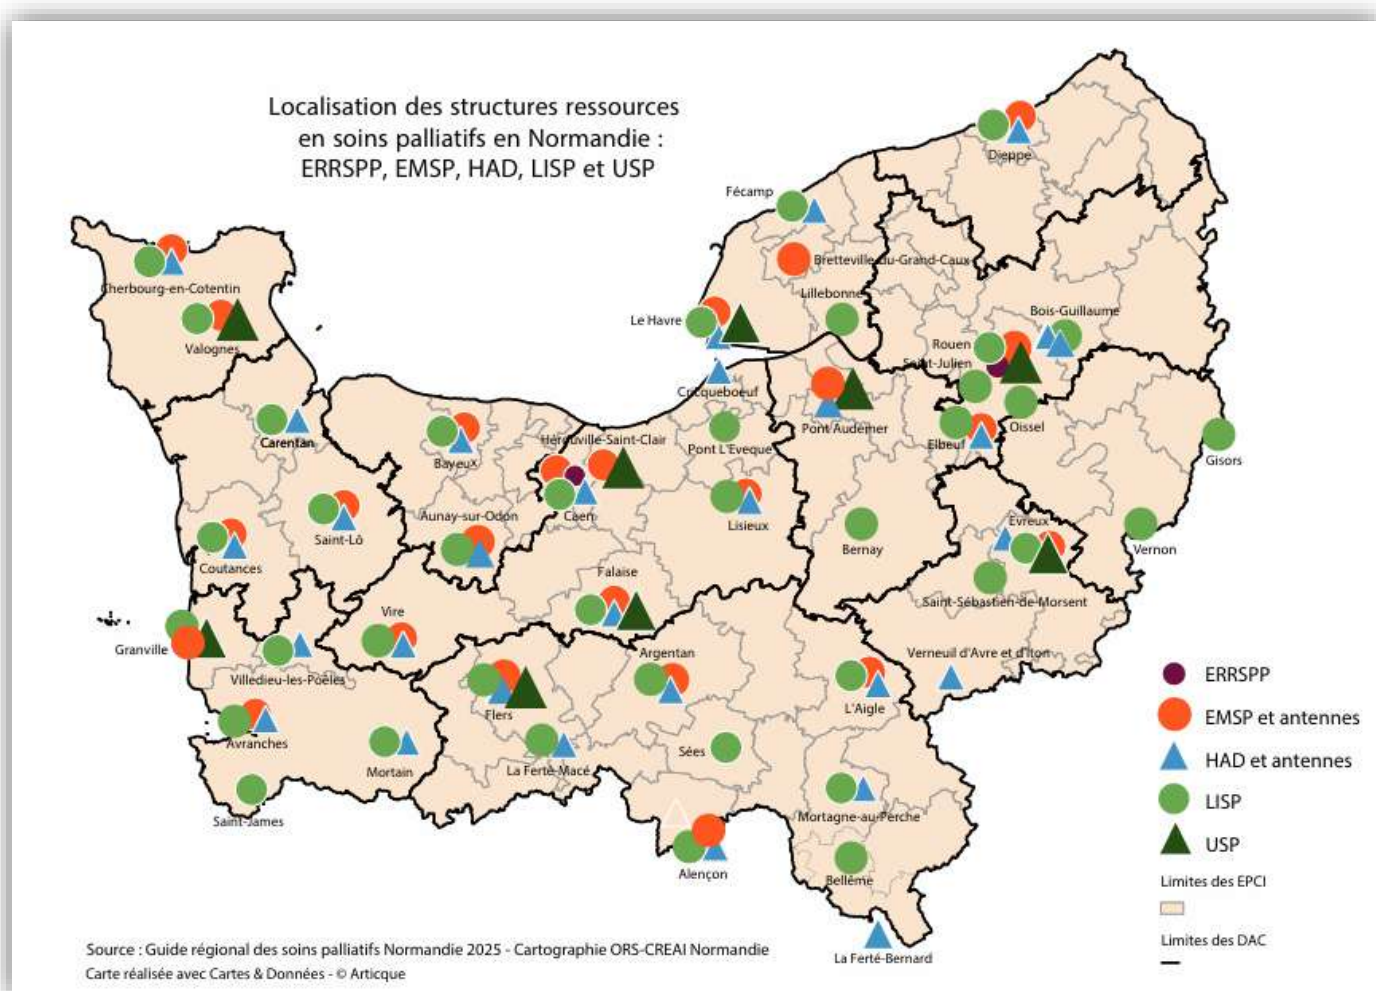 Localisation des structures ressources
en soins palliatifs en Normandie :
ERRSPP, EMSP, HAD, LISP et USP
Dieppe
Fécamp
Bretteville-du-Grand-Caux
Cherbourg-en-Cotentin
Lillebonne
Bois-Guillaume
Le Havre
Rouen
Valognes
Saint-Julien
Cricqueboeuf
Carentan
Hérouville-Saint-Clair
Pont Audemer
Oissel
Elbeuf
Pont L'Eveque
Bayeux
Gisors
Caen
Aunay-sur-Odon
Lisieux
Evreux
Saint-Lô
Bernay
Vernon
Coutances
Falaise
Saint-Sébastien-de-Morsent
Vire
Granville
Argentan
Verneuil d'Avre et d'Iton
Villedieu-les-Poêles
L'Aigle
Flers
Avranches
Sées
Mortain
La Ferté-Macé
Saint-James
Mortagne-au-Perche
Alençon
Bellême
La Ferté-Bernard
ERRSPP
EMSP et antennes
HAD et antennes
LISP
USP
Limites des EPCI
Limites des DAC
Source : Guide régional des soins palliatifs Normandie 2025 - Cartographie ORS-CREAI Normandie
Carte réalisée avec Cartes & Données - © Articque